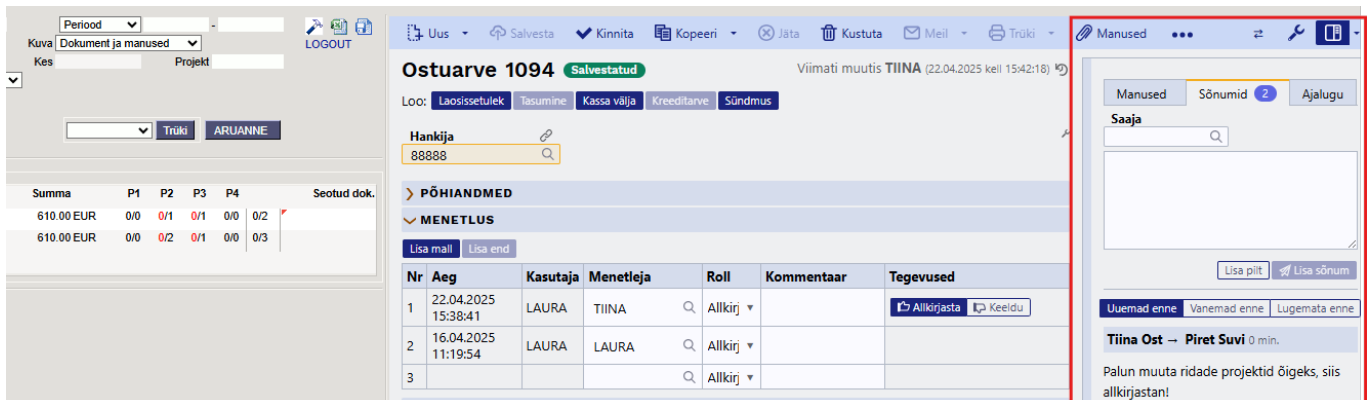 Periood
-
Kuva Dokument ja manused
LOGOUT
Kes
Projekt
Trüki ARUANNE
Summa P1 P2 P3 P4 Seotud dok.
610.00 EUR 0/0 0/1 0/1 0/0 0/2
610.00 EUR 0/0 0/2 0/1 0/0 0/3
Uus Salvesta Kinnita Kopeeri Jäta Kustuta Meil Trüki Manused
Ostuarve 1094 Salvestatud Viimati muutis TIINA (22.04.2025 kell 15:42:18)
Loo: Laosissetulek Tasumine Kassa välja Kreeditarve Sündmus
Hankija
88888
PÕHIANDMED
MENETLUS
Lisa mall Lisa end
Nr Aeg Kasutaja Menetleja Roll Kommentaar Tegevused
1 22.04.2025 15:38:41 LAURA TIINA Allkirj Allkirjasta Keeldu
2 16.04.2025 11:19:54 LAURA LAURA Allkirj
3 Allkirj
Manused Sõnumid 2 Ajalugu
Saaja
Lisa pilt Lisa sõnum
Uuemad enne Vanemad enne Lugemata enne
Tiina Ost → Piret Suvi 0 min.
Palun muuta ridade projektid õigeks, siis
allkirjastan!